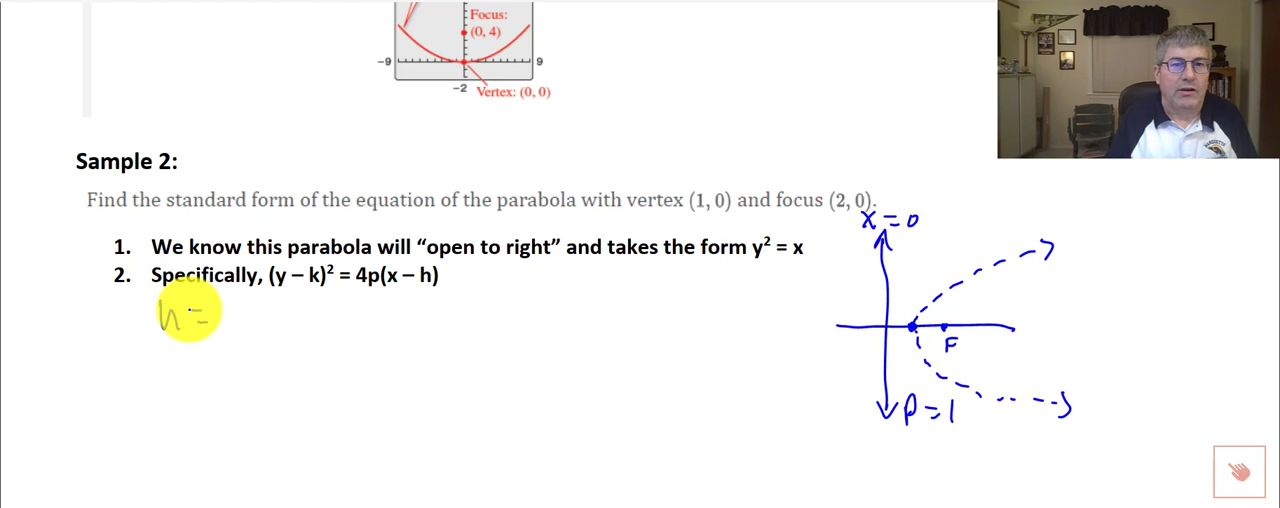 Focus:
(0, 4)
−9
9
−2
Vertex: (0, 0)
Sample 2:
Find the standard form of the equation of the parabola with vertex (1, 0) and focus (2, 0).
x = 0
1. We know this parabola will “open to right” and takes the form y² = x
2. Specifically, (y – k)² = 4p(x – h)
h =
F
P = 1